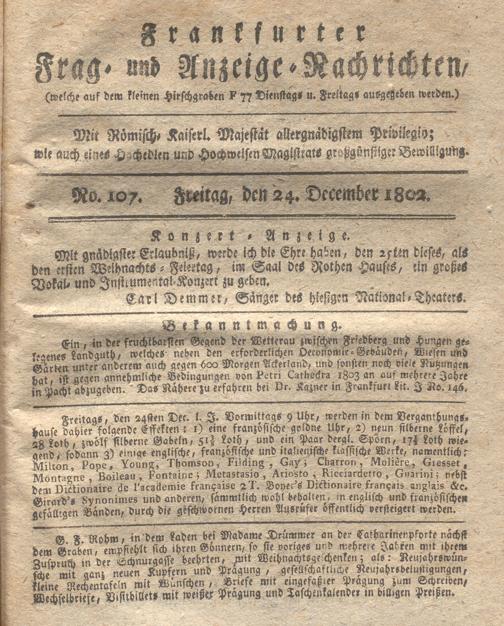 Frankfurter
Frag- und Anzeige-Nachrichten,
(welche auf dem kleinen Hirschgraben F 77 Dienstags u. Freitags ausgegeben werden.)
Mit Römisch-Kaiserl. Majestät allergnädigstem Privilegio;
wie auch eines Hochedlen und Hochweisen Magistrats großgünstiger Bewilligung.
No. 107. Freitag, den 24. December 1802.
Konzert-Anzeige.
Mit gnädigster Erlaubniß, werde ich die Ehre haben, den 25ten dieses, als
den ersten Weihnachts-Feiertag, im Saal des Rothen Hauses, ein großes
Vokal- und Instrumental-Konzert zu geben.
Carl Demmer, Sänger des hiesigen National-Theaters.
Bekanntmachung.
Ein, in der fruchtbarsten Gegend der Wetterau zwischen Friedberg und Hungen ge-
legenes Landguth, welches neben den erforderlichen Oeconomie-Gebäuden, Wiesen und
Gärten unter anderem auch gegen 600 Morgen Ackerland, und sonsten noch viele Nutzungen
hat, ist gegen annehmliche Bedingungen von Petri Cathedra 1803 an auf mehrere Jahre
in Pacht abzugeben. Das Nähere zu erfahren bei Dr. Kazner in Frankfurt Lit. J No. 146.
Freitags, den 24sten Dec. l. J. Vormittags 9 Uhr, werden in dem Verganthungs-
hause dahier folgende Effekten: 1) eine französische goldne Uhr, 2) neun silberne Löffel,
28 Loth, zwölf silberne Gabeln, 51½ Loth, und ein Paar dergl. Spörn, 17¾ Loth wie-
gend, sodann 3) einige englische, französische und italienische klassische Werke, namentlich:
Milton, Pope, Young, Thomson, Filding, Gay; Charron, Molière, Gresset,
Montagne, Boileau, Fontaine; Metastasio, Ariosto, Ricciardetto, Guarini; nebst
dem Dictionaire de l'academie française 2 T. Boyer's Dictionaire français anglais &c.
Girard's Synonimes und anderen, sämmtlich wohl behalten, in englisch und französischen
gefälligen Bänden, durch die geschwornen Herren Ausrüfer öffentlich versteigert werden.
G. F. Rohm, in dem Laden bei Madame Drümmer an der Catharinenpforte nächst
dem Graben, empfiehlt sich ihren Gönnern, so sie voriges und mehrere Jahren mit ihrem
Zuspruch in der Schnurgasse beehrten, mit Weihnachtsgeschenken; als: Neujahrswün-
sche mit ganz neuen Kupfern und Prägung, gesellschaftliche Neujahrsbelustigungen,
kleine Rechentafeln mit Wünschen, Briefe mit eingefaßter Prägung zum Schreiben,
Wechselbriefe, Visitbillets mit weißer Prägung und Taschenkalender in billigen Preißen.